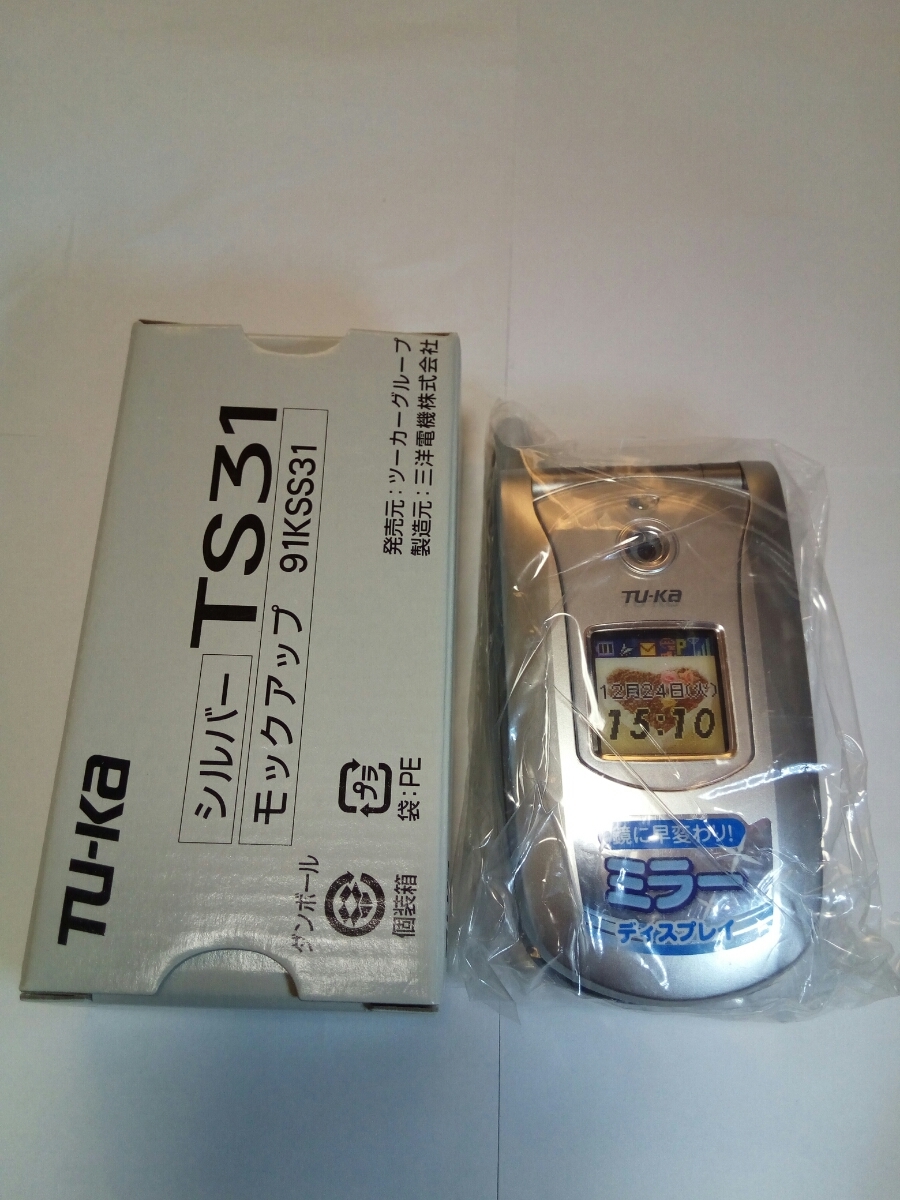 TU-Ka
シルバー TS31
モックアップ 91KSS31
発売元：ツーカーグループ
製造元：三洋電機株式会社
プラ
袋：PE
ダンボール
個装箱
TU-Ka
P
12月24日(火)
15:10
鏡に早変わり!
ミラー
ディスプレイ